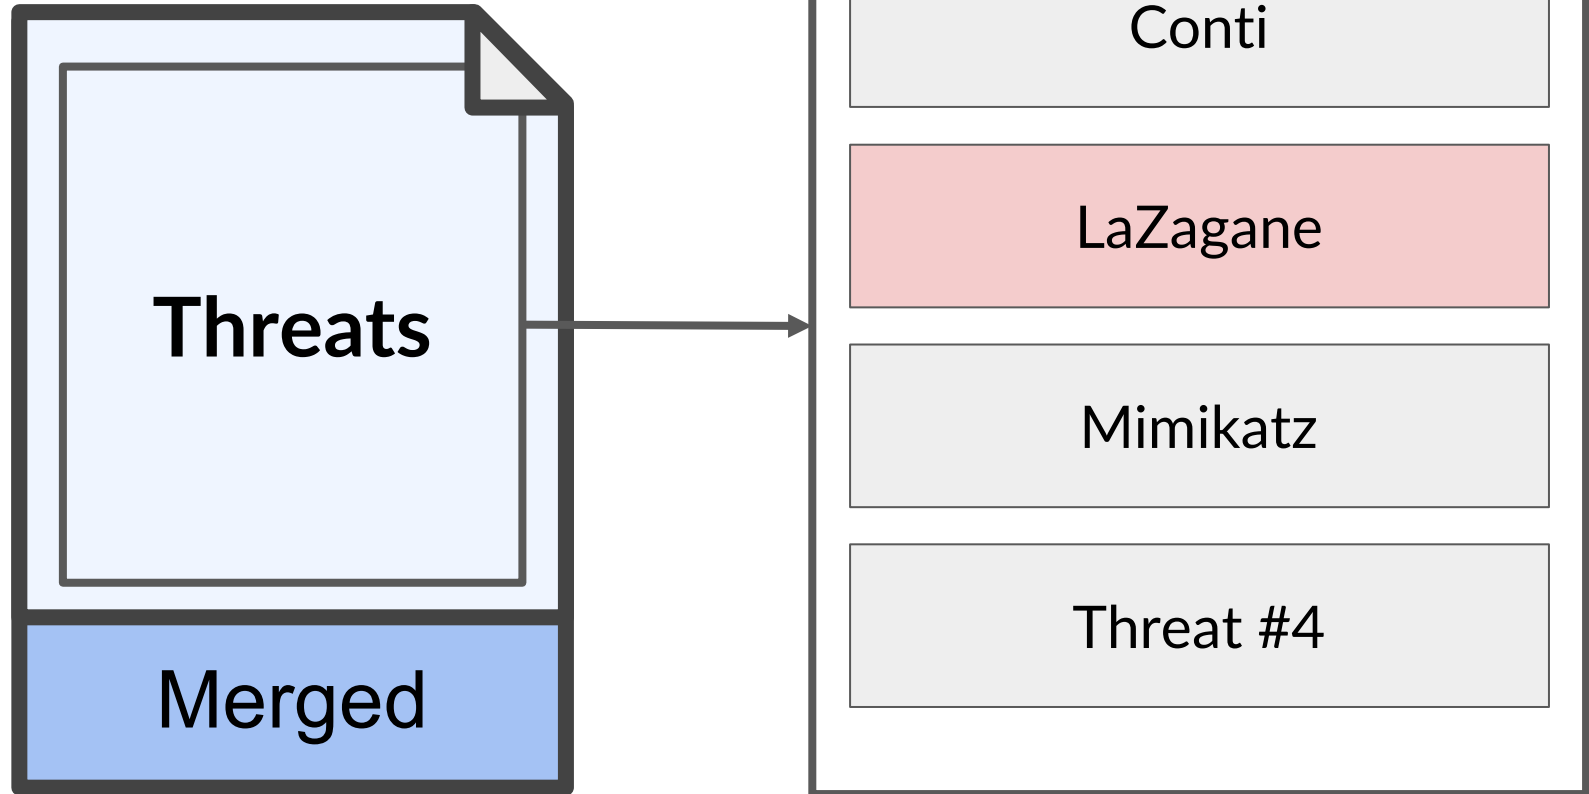 Threats
Merged
Conti
LaZagane
Mimikatz
Threat #4